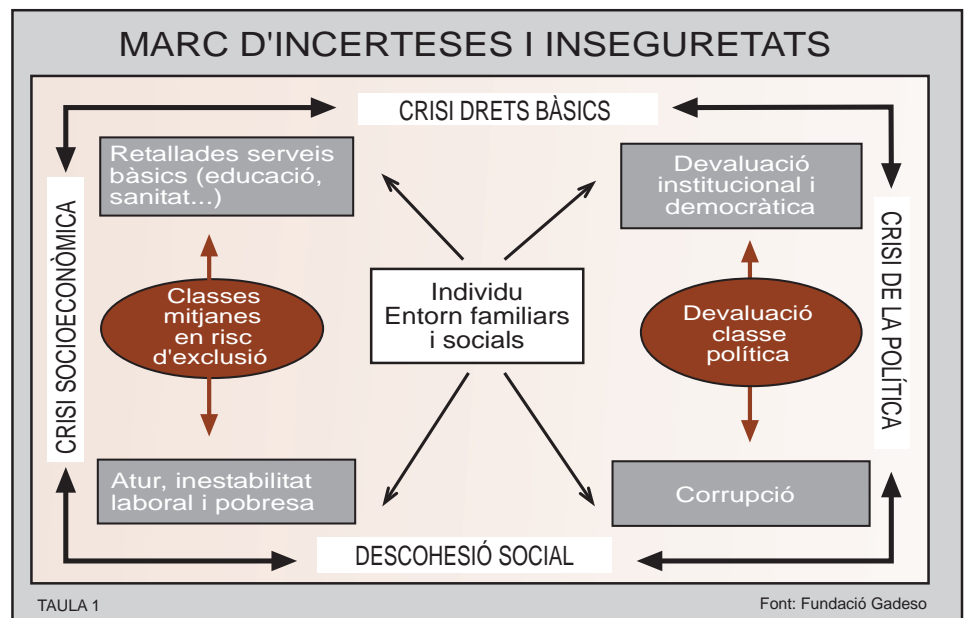 MARC D'INCERTESES I INSEGURETATS
CRISI DRETS BÀSICS
Retallades serveis
bàsics (educació,
sanitat...)
Devaluació
institucional i
democràtica
CRISI SOCIOECONÒMICA
Classes
mitjanes
en risc
d'exclusió
Individu
Entorn familiars
i socials
Devaluació
classe
política
CRISI DE LA POLÍTICA
Atur, inestabilitat
laboral i pobresa
Corrupció
DESCOHESIÓ SOCIAL
TAULA 1
Font: Fundació Gadeso